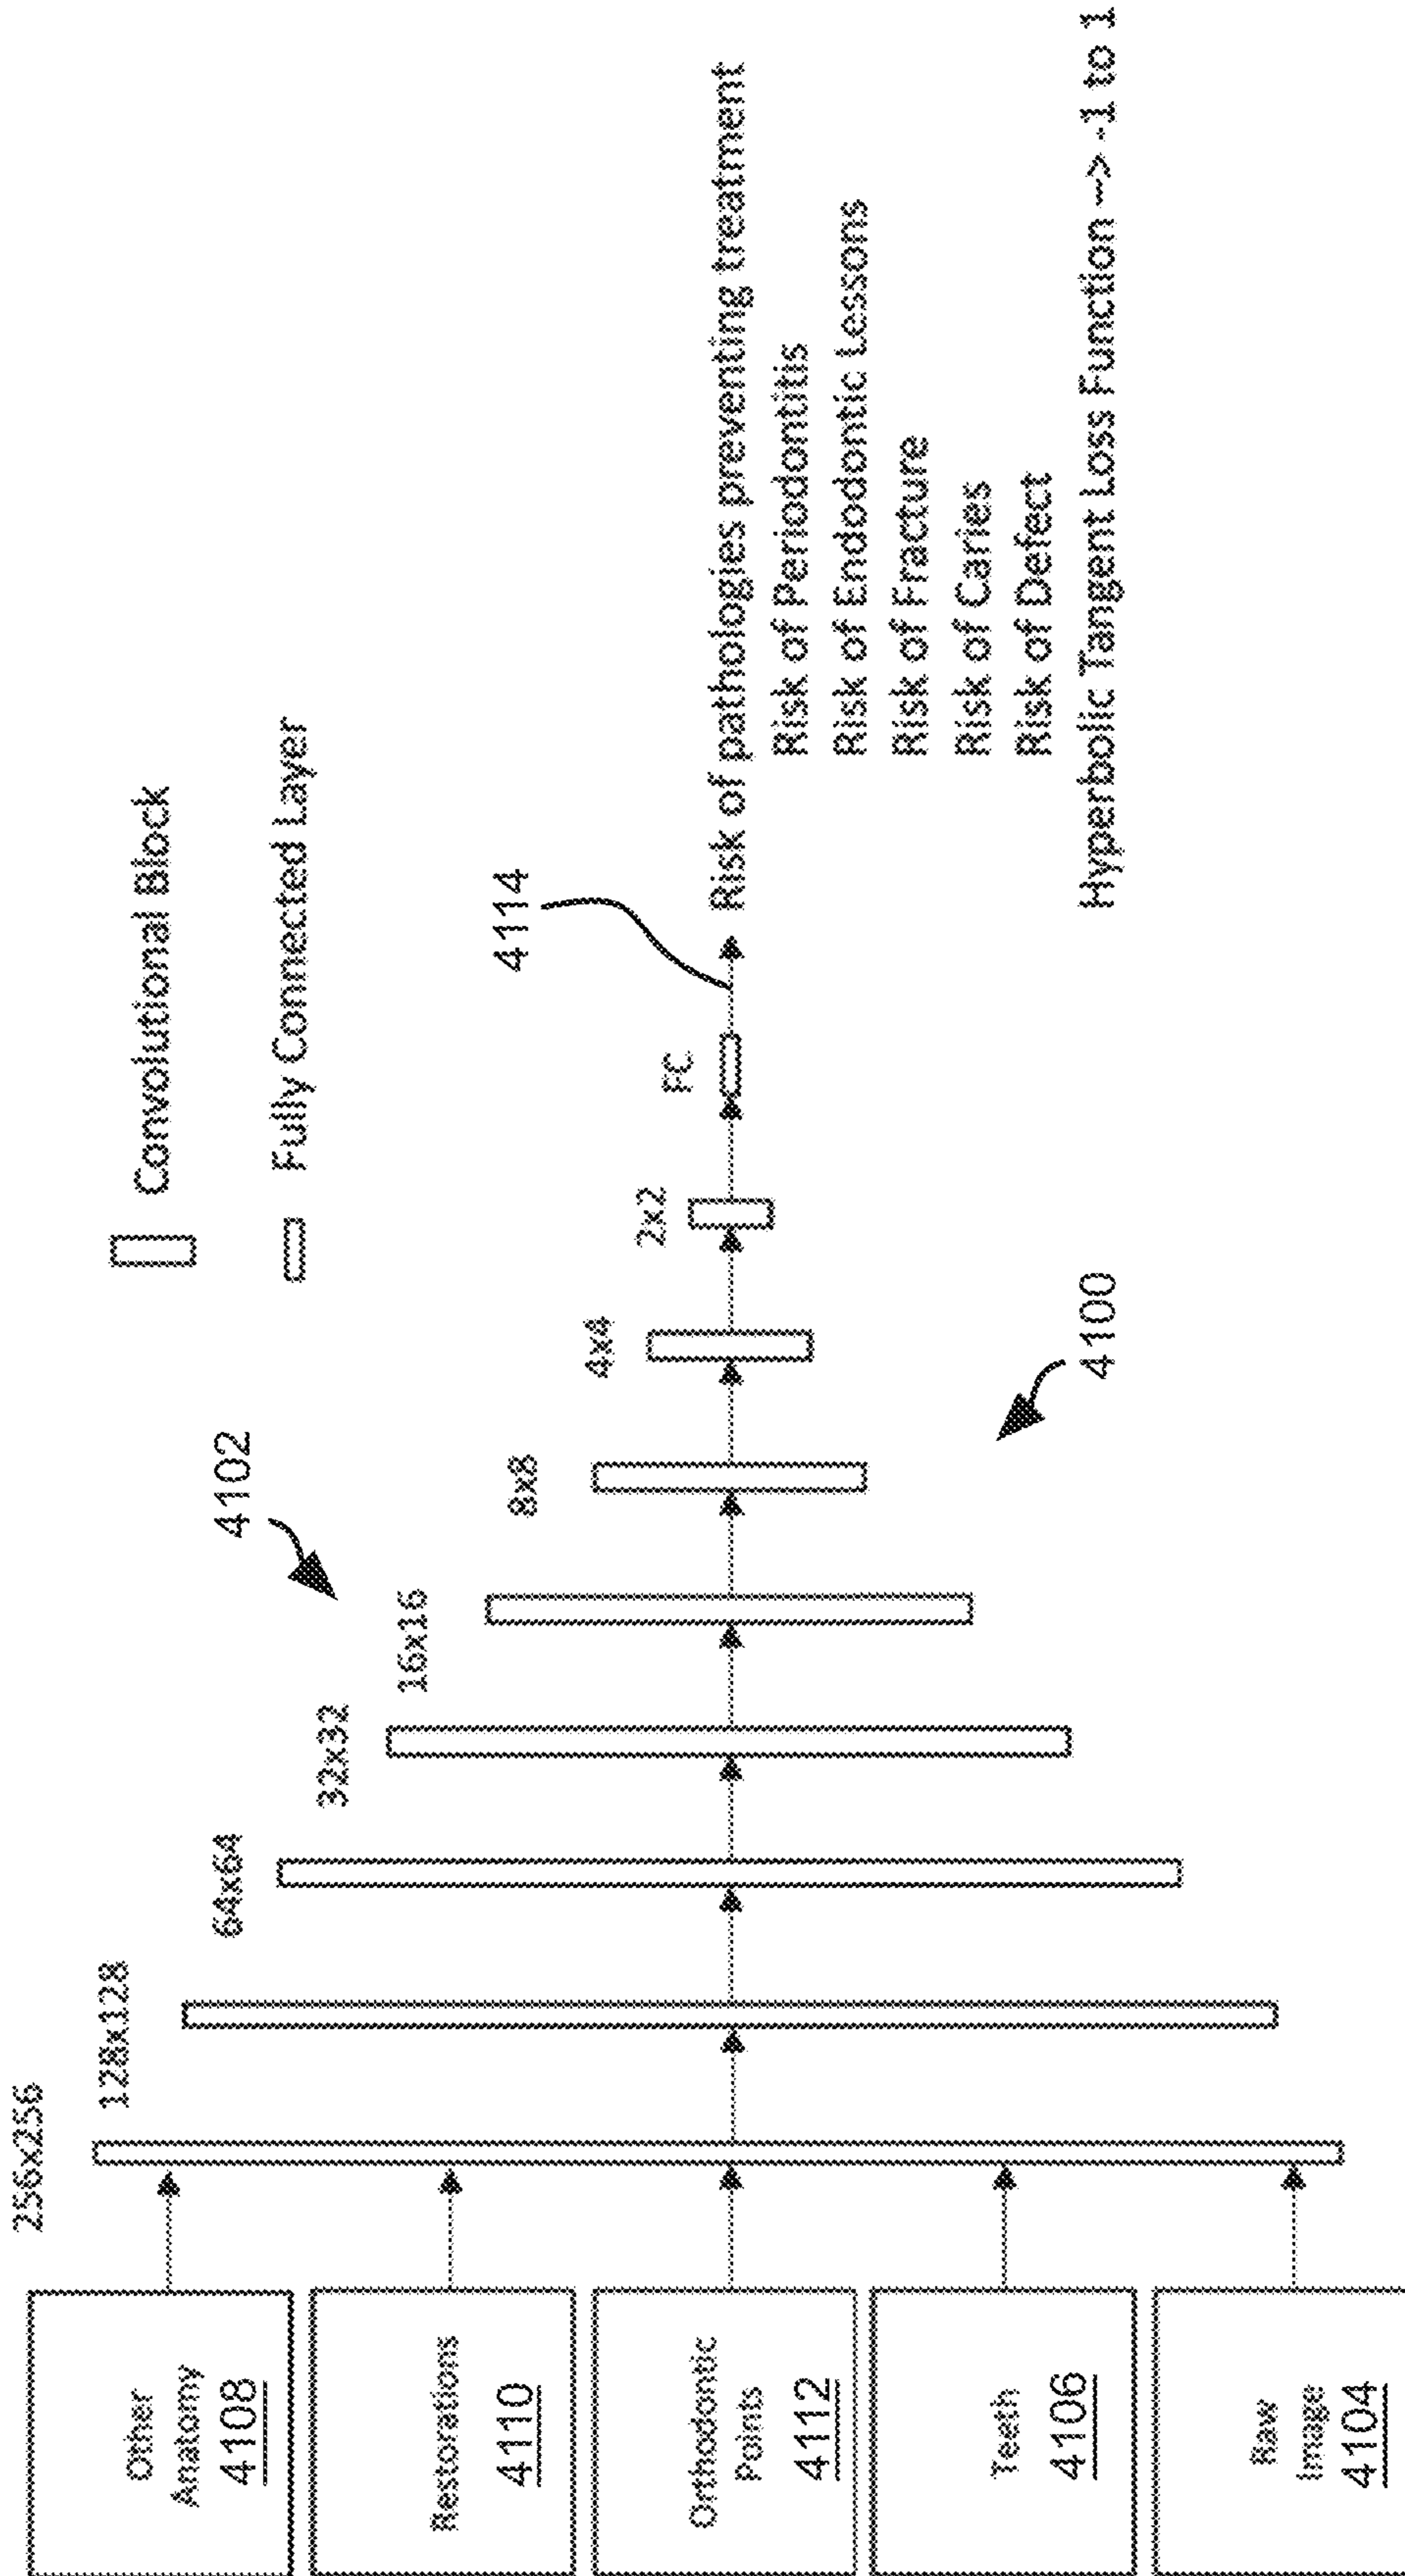 Convolutional Block
Fully Connected Layer
256x256
128x128
64x64
32x32
16x16
8x8
4x4
2x2
FC
4102
4100
4114
Other
Anatomy
4108
Restorations
4110
Orthodontic
Points
4112
Teeth
4106
Raw
Image
4104
Risk of pathologies preventing treatment
Risk of Periodontitis
Risk of Endodontic Lessons
Risk of Fracture
Risk of Caries
Risk of Defect
Hyperbolic Tangent Loss Function --> -1 to 1